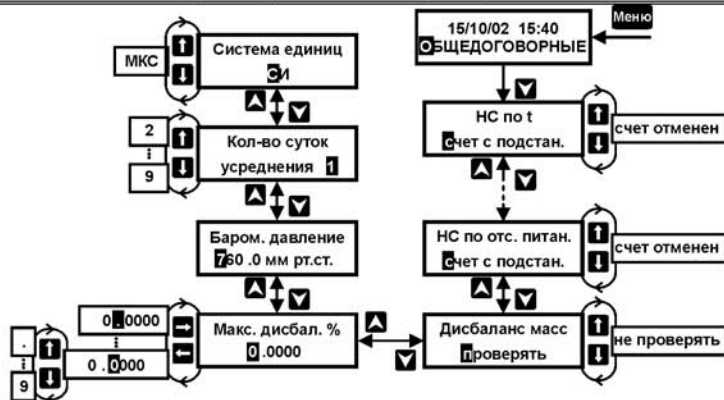 Меню
15/10/02 15:40
ОБЩЕДОГОВОРНЫЕ
НС по t
счет с подстан.
счет отменен
НС по отс. питан.
счет с подстан.
счет отменен
Дисбаланс масс
проверять
не проверять
Макс. дисбал. %
0.0000
0.0000
0.0000
.
9
Баром. давление
760.0 мм рт.ст.
Кол-во суток
усреднения 1
2
9
Система единиц
СИ
МКС